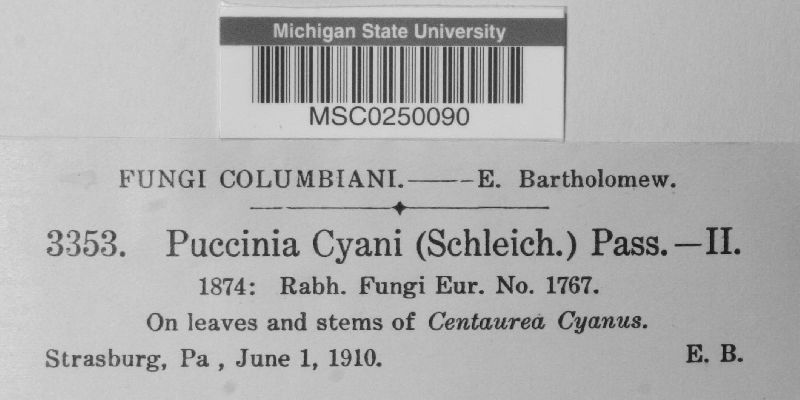 Michigan State University
MSC0250090
FUNGI COLUMBIANI.——E. Bartholomew.
3353. Puccinia Cyani (Schleich.) Pass.—II.
1874: Rabh. Fungi Eur. No. 1767.
On leaves and stems of Centaurea Cyanus.
Strasburg, Pa , June 1, 1910. E. B.